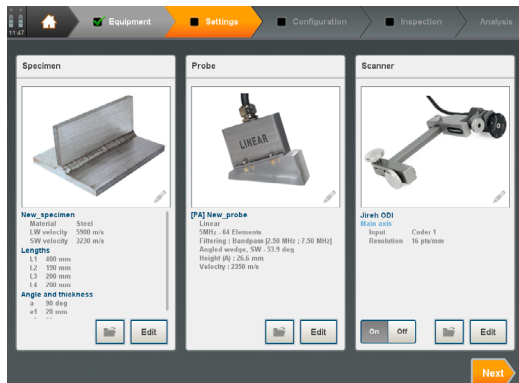 11:47
Equipment
Settings
Configuration
Inspection
Analysis
Specimen
New_specimen
Material Steel
LW velocity 5900 m/s
SW velocity 3230 m/s
Lengths
L1 400 mm
L2 190 mm
L3 200 mm
L4 200 mm
Angle and thickness
a 90 deg
e1 20 mm
Edit
Probe
LINEAR
[PA] New_probe
Linear
5MHz - 64 Elements
Filtering : Bandpass [2.50 MHz ; 7.50 MHz]
Angled wedge, SW - 53.9 deg
Height (A) : 26.6 mm
Velocity : 2350 m/s
Edit
Scanner
Jireh ODI
Main axis
Input Coder 1
Resolution 16 pts/mm
On Off
Edit
Next